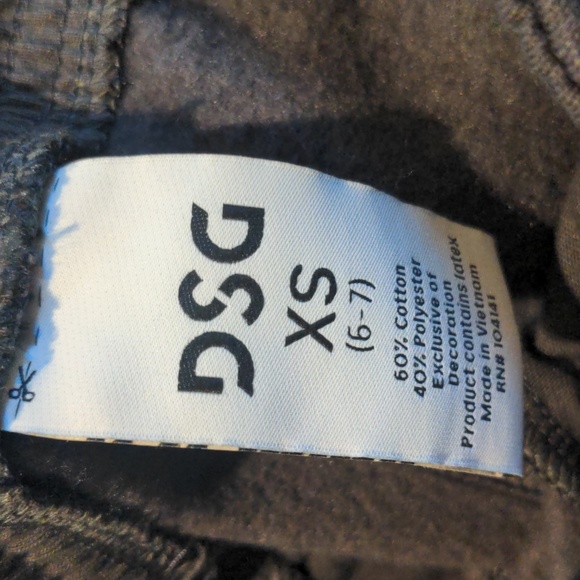 DSG
XS
(6-7)
60% Cotton
40% Polyester
Exclusive of
Decoration
Product contains latex
Made in Vietnam
RN# 104141